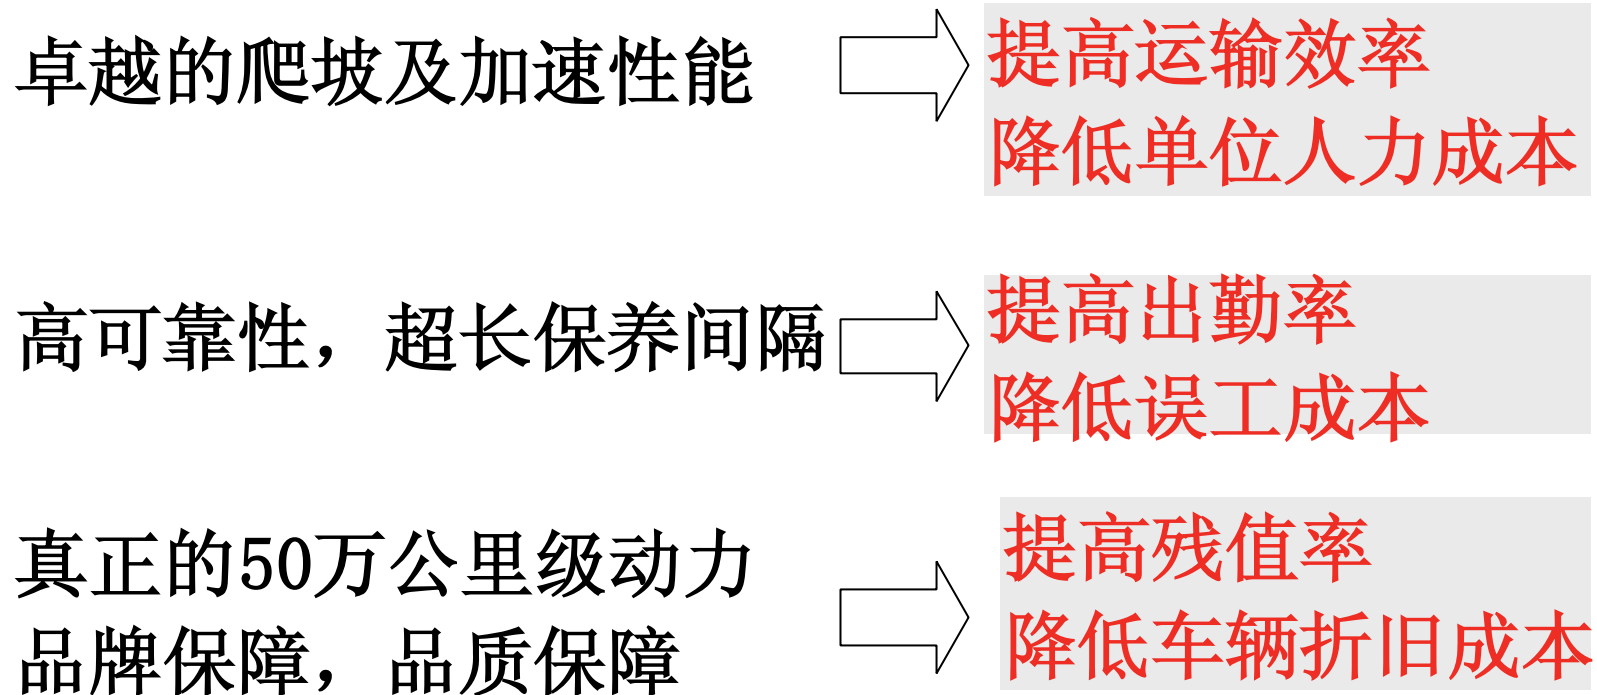 卓越的爬坡及加速性能
提高运输效率
降低单位人力成本
高可靠性，超长保养间隔
提高出勤率
降低误工成本
真正的50万公里级动力
品牌保障，品质保障
提高残值率
降低车辆折旧成本